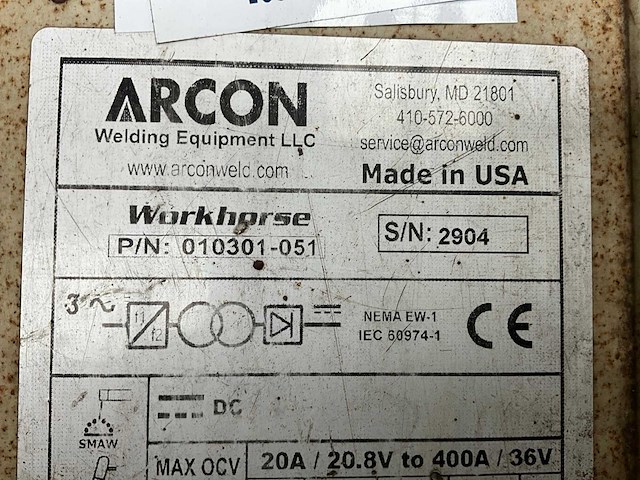 ARCON
Welding Equipment LLC
www.arconweld.com
Salisbury, MD 21801
410-572-6000
service@arconweld.com
Made in USA
Workhorse
P/N: 010301-051
S/N: 2904
3~
f1
f2
NEMA EW-1
IEC 60974-1
CE
SMAW
DC
MAX OCV
20A / 20.8V to 400A / 36V